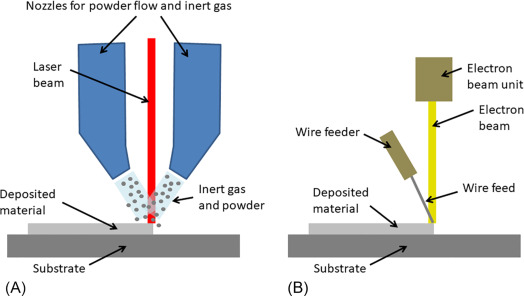 Nozzles for powder flow and inert gas
Laser
beam
Inert gas
and powder
Deposited
material
Substrate
(A)
Electron
beam unit
Electron
beam
Wire feeder
Wire feed
Deposited
material
Substrate
(B)